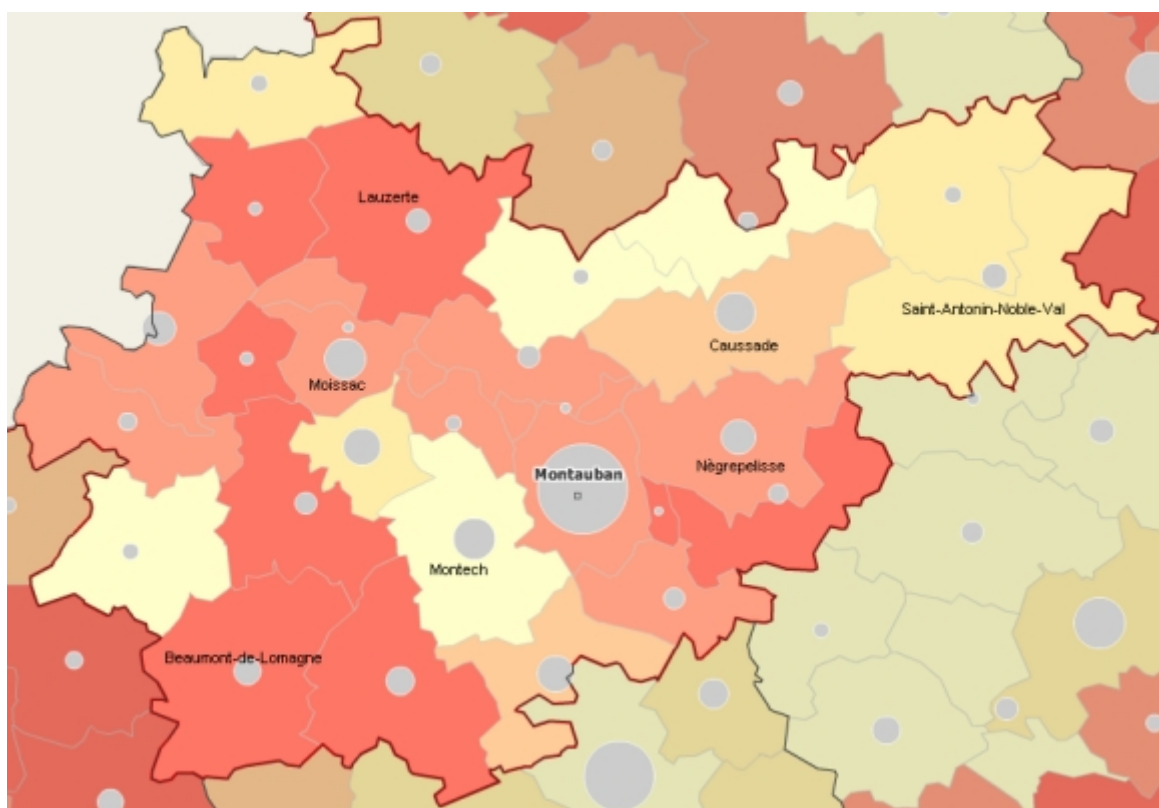 Lauzerte
Saint-Antonin-Noble-Val
Caussade
Moissac
Nègrepelisse
Montauban
Montech
Beaumont-de-Lomagne